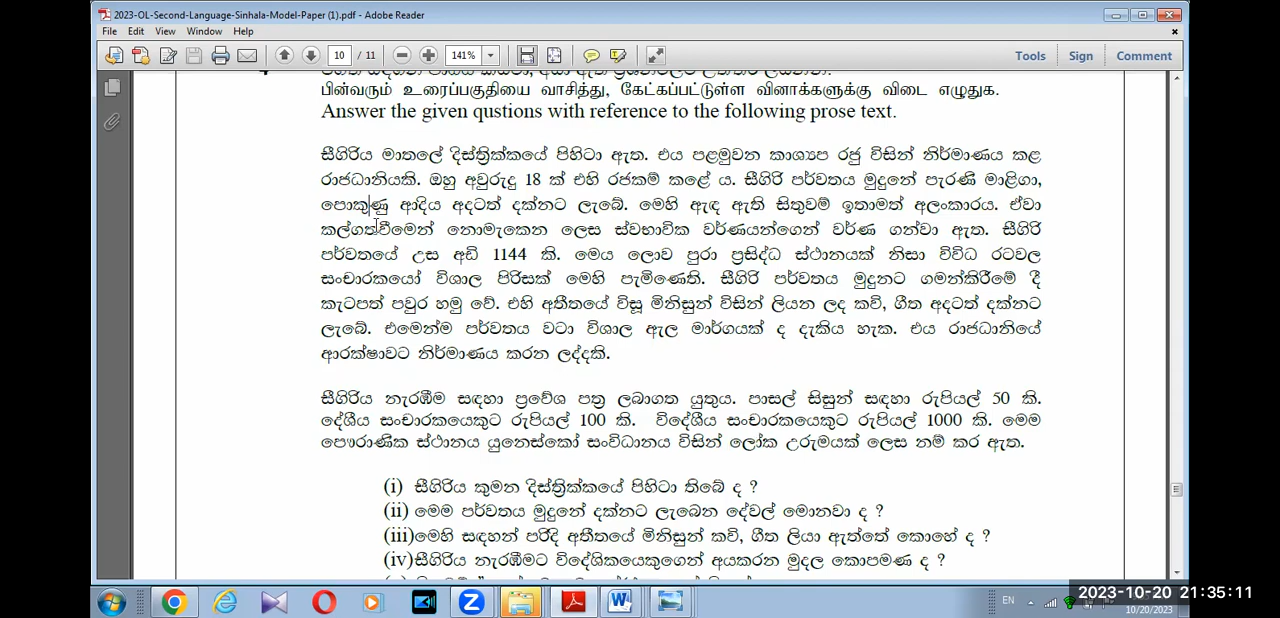 2023-OL-Second-Language-Sinhala-Model-Paper (1).pdf - Adobe Reader
File Edit View Window Help
10 / 11 141% Tools Sign Comment
பின்வரும் உரைப்பகுதியை வாசித்து, கேட்கப்பட்டுள்ள வினாக்களுக்கு விடை எழுதுக.
Answer the given qustions with reference to the following prose text.
සීගිරිය මාතලේ දිස්ත්‍රික්කයේ පිහිටා ඇත. එය පළමුවන කාශ්‍යප රජු විසින් නිර්මාණය කළ
රාජධානියකි. ඔහු අවුරුදු 18 ක් එහි රජකම් කළේ ය. සීගිරි පර්වතය මුදුනේ පැරණි මාළිගා,
පොකුණු ආදිය අදටත් දක්නට ලැබේ. මෙහි ඇඳ ඇති සිතුවම් ඉතාමත් අලංකාරය. ඒවා
කල්ගතවීමෙන් නොමැකෙන ලෙස ස්වභාවික වර්ණයන්ගෙන් වර්ණ ගන්වා ඇත. සීගිරි
පර්වතයේ උස අඩි 1144 කි. මෙය ලොව පුරා ප්‍රසිද්ධ ස්ථානයක් නිසා විවිධ රටවල
සංචාරකයෝ විශාල පිරිසක් මෙහි පැමිණෙති. සීගිරි පර්වතය මුදුනට ගමන්කිරීමේ දී
කැටපත් පවුර හමු වේ. එහි අතීතයේ විසූ මිනිසුන් විසින් ලියන ලද කවි, ගීත අදටත් දක්නට
ලැබේ. එමෙන්ම පර්වතය වටා විශාල ඇල මාර්ගයක් ද දැකිය හැක. එය රාජධානියේ
ආරක්ෂාවට නිර්මාණය කරන ලද්දකි.
සීගිරිය නැරඹීම සඳහා ප්‍රවේශ පත්‍ර ලබාගත යුතුය. පාසල් සිසුන් සඳහා රුපියල් 50 කි.
දේශීය සංචාරකයෙකුට රුපියල් 100 කි. විදේශීය සංචාරකයෙකුට රුපියල් 1000 කි. මෙම
පෞරාණික ස්ථානය යුනෙස්කෝ සංවිධානය විසින් ලෝක උරුමයක් ලෙස නම් කර ඇත.
(i) සීගිරිය කුමන දිස්ත්‍රික්කයේ පිහිටා තිබේ ද ?
(ii) මෙම පර්වතය මුදුනේ දක්නට ලැබෙන දේවල් මොනවා ද ?
(iii)මෙහි සඳහන් පරිදි අතීතයේ මිනිසුන් කවි, ගීත ලියා ඇත්තේ කොහේ ද ?
(iv)සීගිරිය නැරඹීමට විදේශිකයෙකුගෙන් අයකරන මුදල කොපමණ ද ?
EN
2023-10-20 21:35:11
10/20/2023